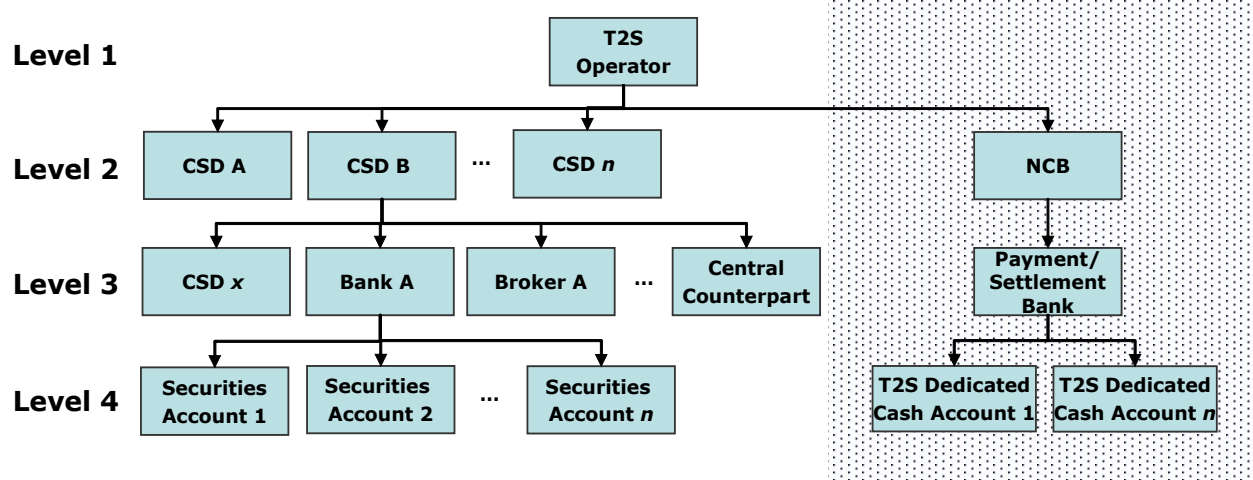 Level 1
T2S
Operator
Level 2
CSD A
CSD B
...
CSD n
NCB
Level 3
CSD x
Bank A
Broker A
...
Central
Counterpart
Payment/
Settlement
Bank
Level 4
Securities
Account 1
Securities
Account 2
...
Securities
Account n
T2S Dedicated
Cash Account 1
T2S Dedicated
Cash Account n